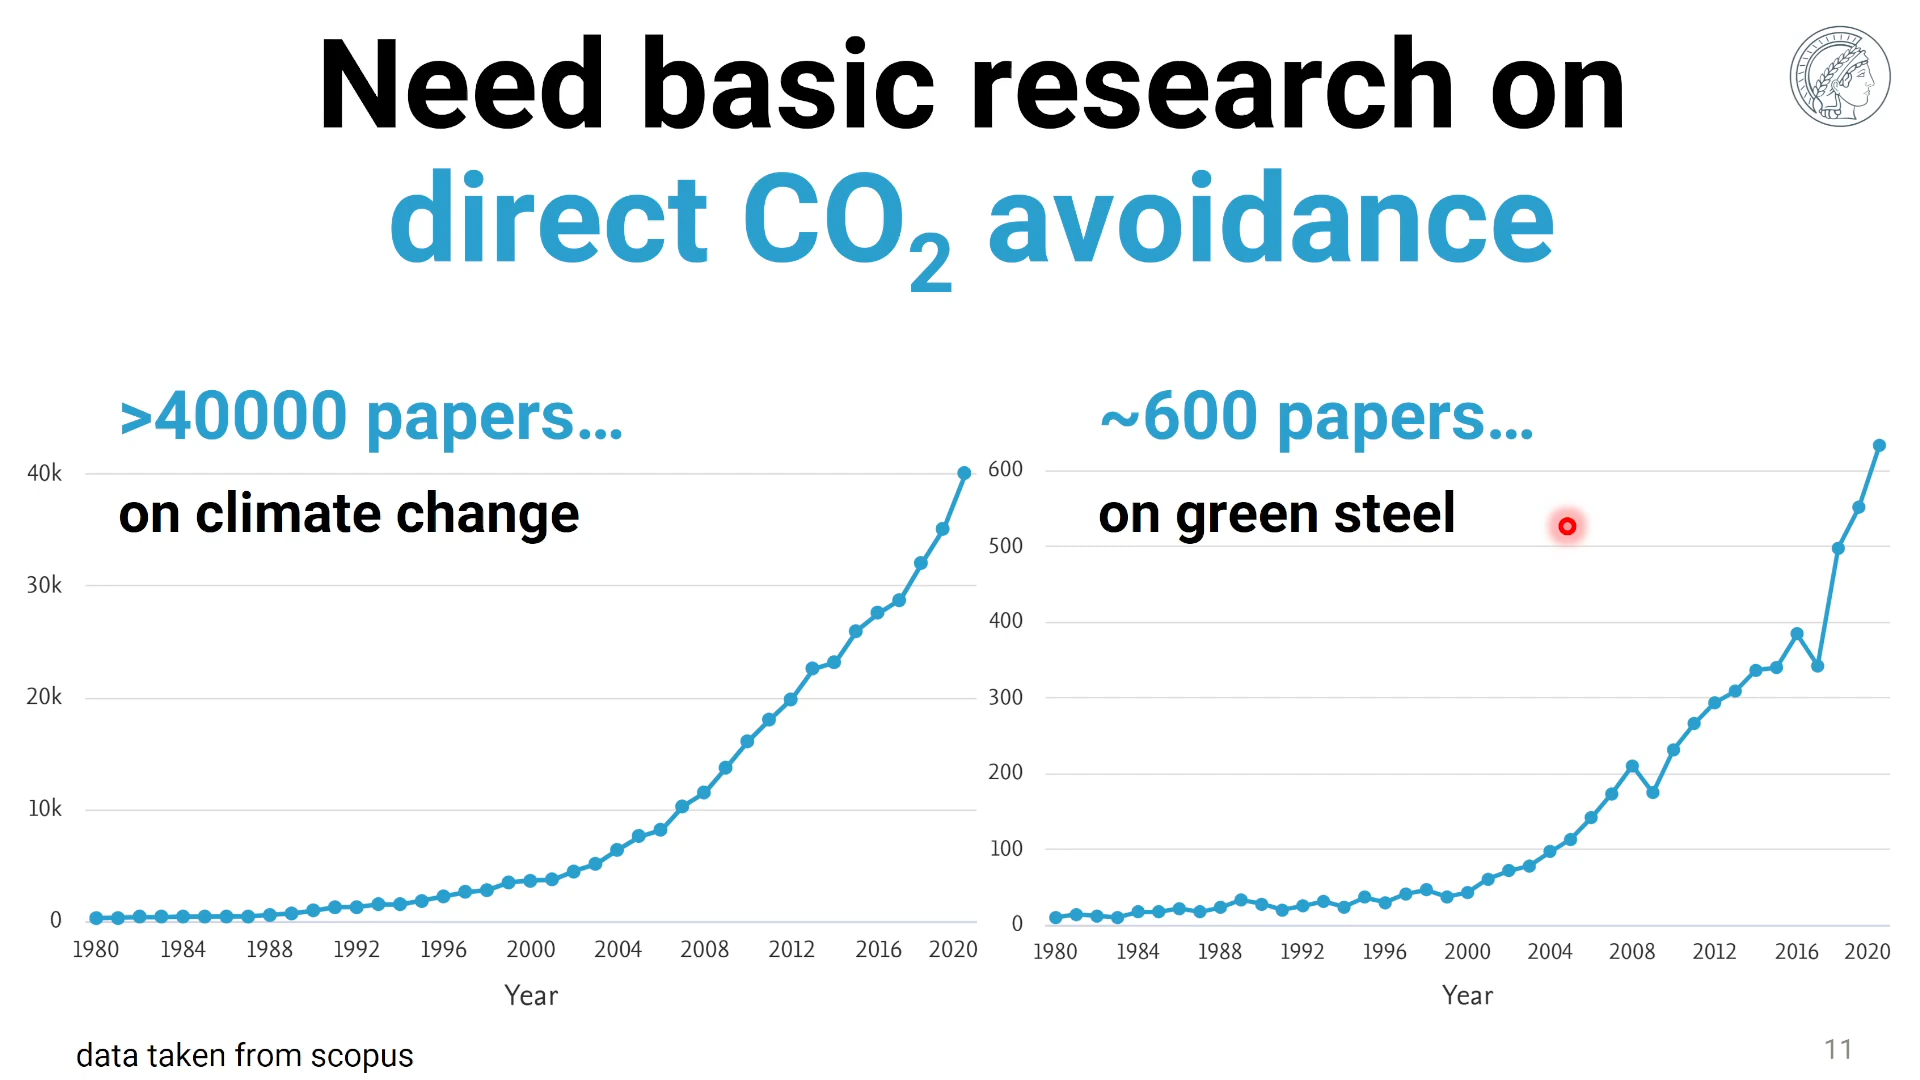 Need basic research on
direct CO₂ avoidance
>40000 papers...
on climate change
40k
30k
20k
10k
0
1980 1984 1988 1992 1996 2000 2004 2008 2012 2016 2020
Year
~600 papers...
on green steel
600
500
400
300
200
100
0
1980 1984 1988 1992 1996 2000 2004 2008 2012 2016 2020
Year
data taken from scopus
11